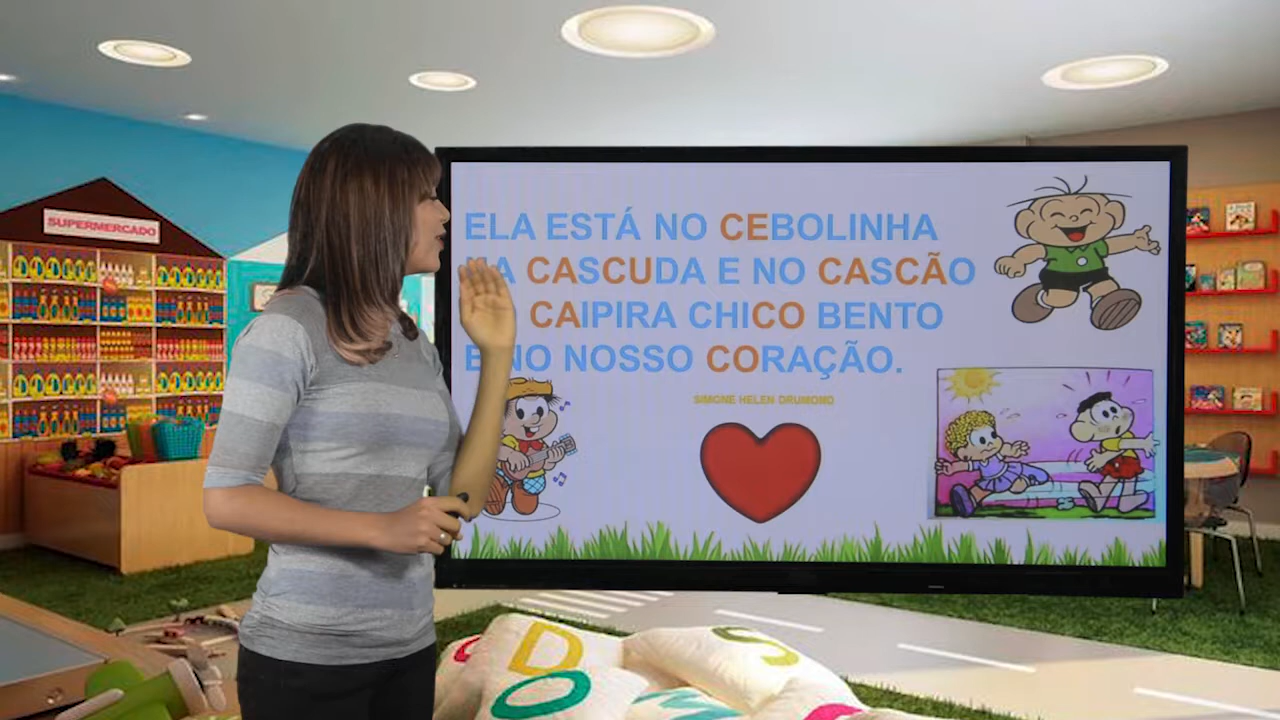 SUPERMERCADO
ELA ESTÁ NO CEBOLINHA
A CASCUDA E NO CASCÃO
CAIPIRA CHICO BENTO
E NO NOSSO CORAÇÃO.
SIMONE HELEN DRUMOND
D
O
S